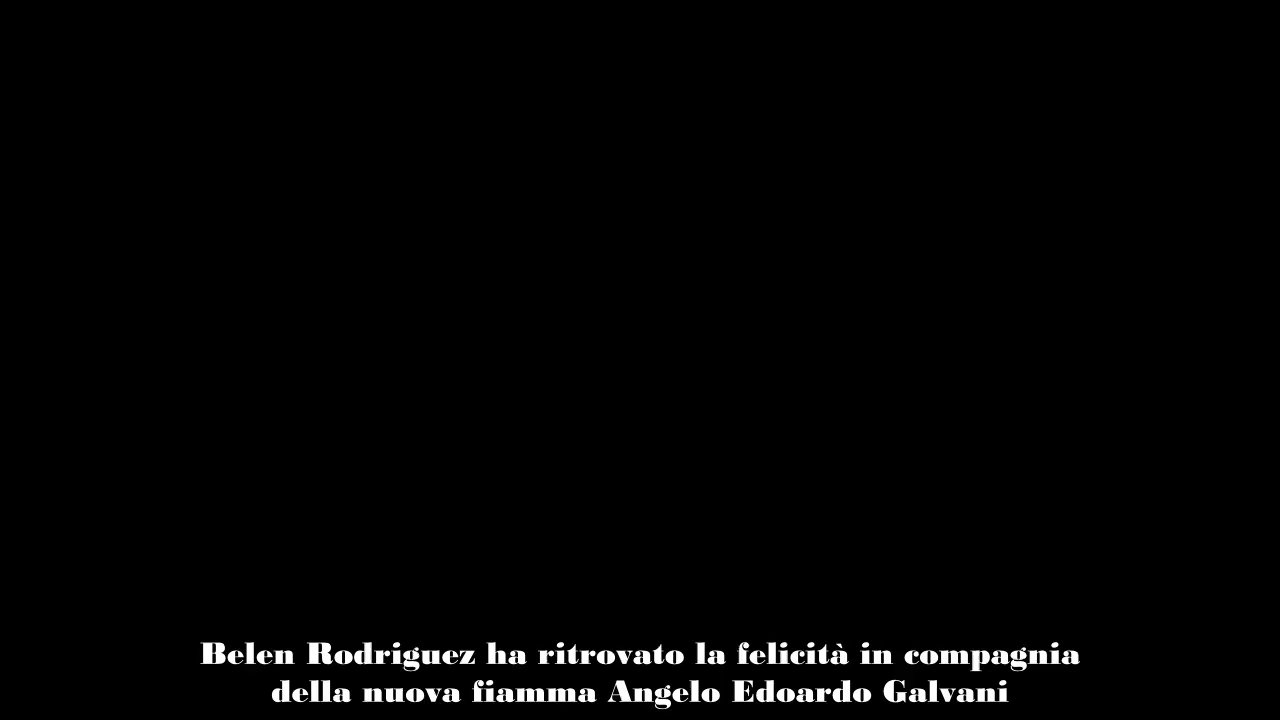 Belen Rodriguez ha ritrovato la felicità in compagnia
della nuova fiamma Angelo Edoardo Galvani